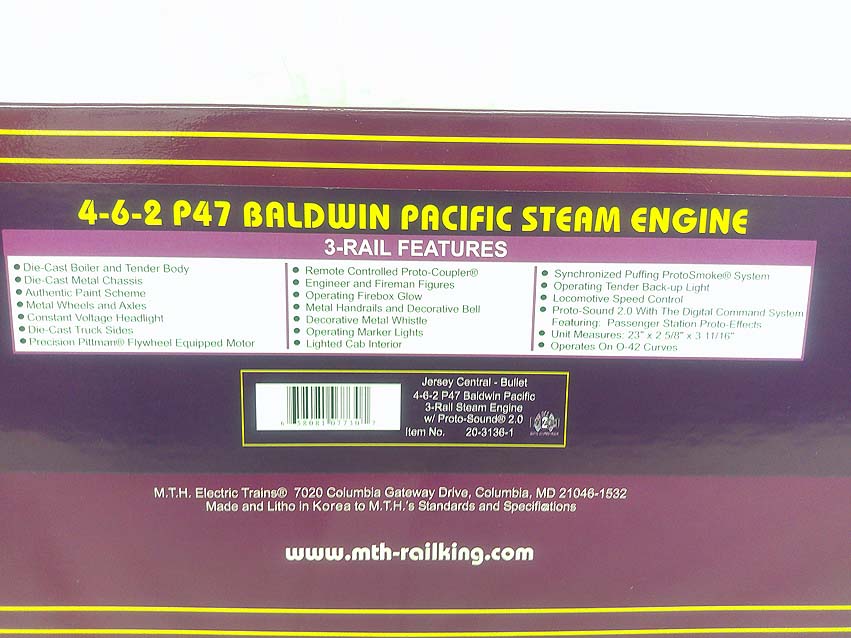 4-6-2 P47 BALDWIN PACIFIC STEAM ENGINE
3-RAIL FEATURES
• Die-Cast Boiler and Tender Body
• Die-Cast Metal Chassis
• Authentic Paint Scheme
• Metal Wheels and Axles
• Constant Voltage Headlight
• Die-Cast Truck Sides
• Precision Pittman® Flywheel Equipped Motor
• Remote Controlled Proto-Coupler®
• Engineer and Fireman Figures
• Operating Firebox Glow
• Metal Handrails and Decorative Bell
• Decorative Metal Whistle
• Operating Marker Lights
• Lighted Cab Interior
• Synchronized Puffing ProtoSmoke® System
• Operating Tender Back-up Light
• Locomotive Speed Control
• Proto-Sound 2.0 With The Digital Command System
Featuring: Passenger Station Proto-Effects
• Unit Measures: 23" x 2 5/8" x 3 11/16"
• Operates On O-42 Curves
Jersey Central - Bullet
4-6-2 P47 Baldwin Pacific
3-Rail Steam Engine
w/ Proto-Sound® 2.0
Item No. 20-3136-1
M.T.H. Electric Trains® 7020 Columbia Gateway Drive, Columbia, MD 21046-1532
Made and Litho in Korea to M.T.H.'s Standards and Specifications
www.mth-railking.com